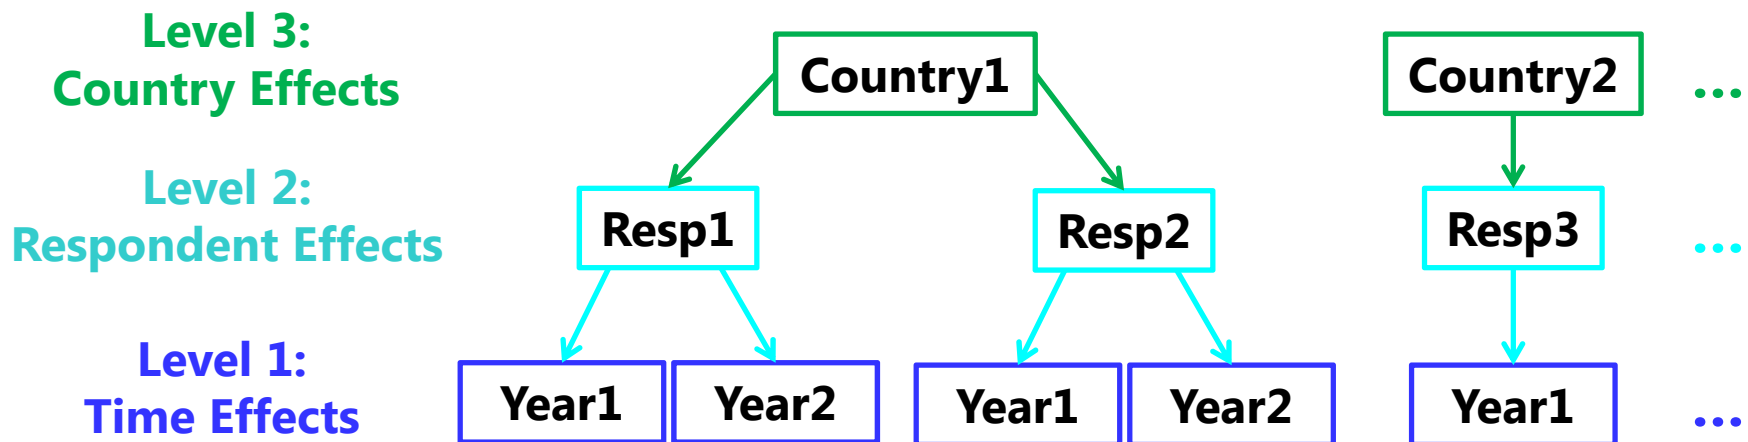 Level 3:
Country Effects
Country1
Country2
...
Level 2:
Respondent Effects
Resp1
Resp2
Resp3
...
Level 1:
Time Effects
Year1
Year2
Year1
Year2
Year1
...